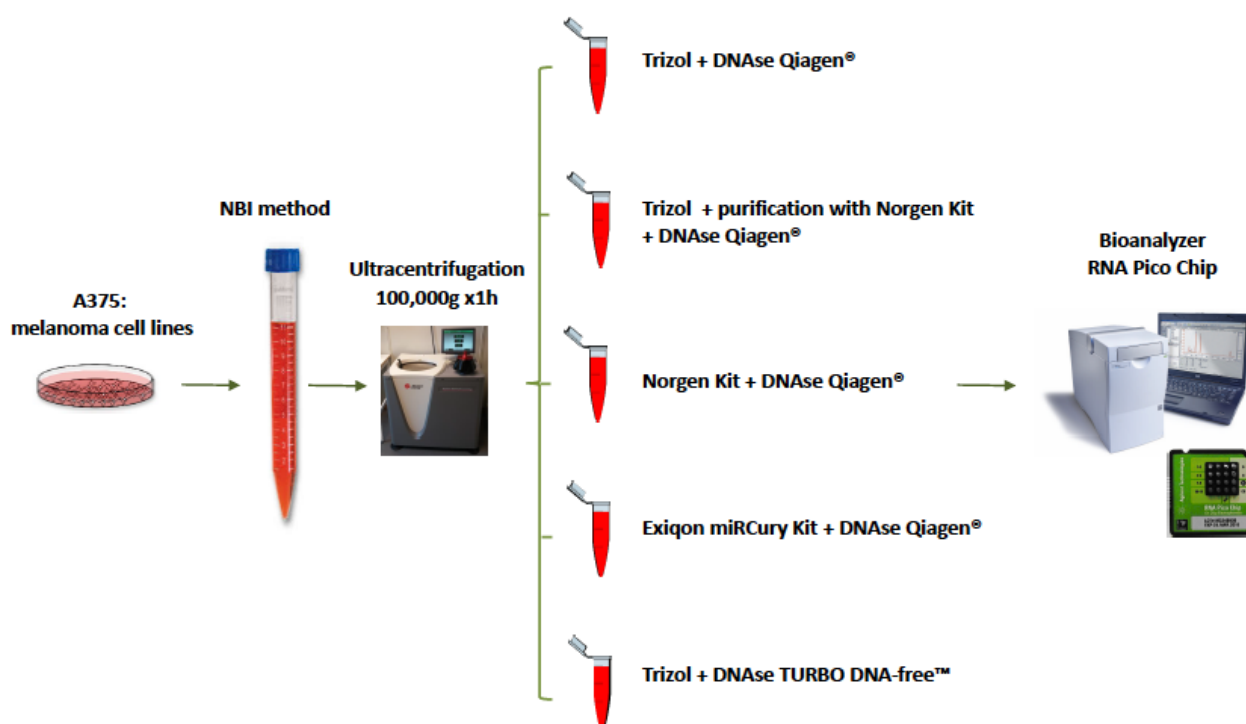 A375:
melanoma cell lines
NBI method
Ultracentrifugation
100,000g x1h
Trizol + DNAse Qiagen®
Trizol  + purification with Norgen Kit
+ DNAse Qiagen®
Norgen Kit + DNAse Qiagen®
Exiqon miRCury Kit + DNAse Qiagen®
Trizol + DNAse TURBO DNA-free™
Bioanalyzer
RNA Pico Chip
Agilent Technologies